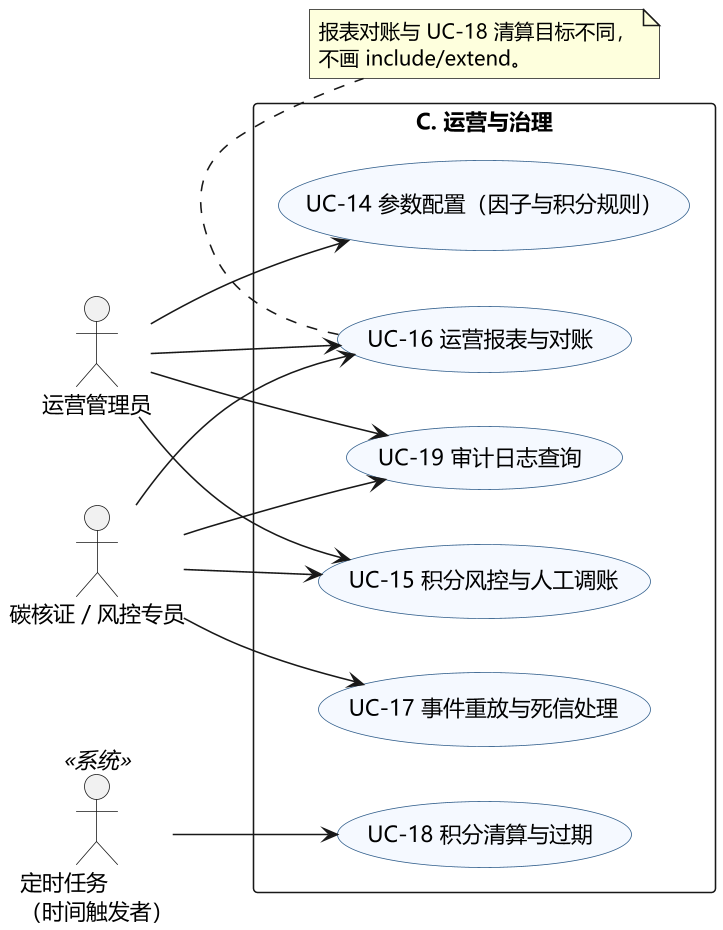 报表对账与 UC-18 清算目标不同，
不画 include/extend。
C. 运营与治理
UC-14 参数配置（因子与积分规则）
UC-16 运营报表与对账
运营管理员
UC-19 审计日志查询
UC-15 积分风控与人工调账
碳核证 / 风控专员
UC-17 事件重放与死信处理
«系统»
UC-18 积分清算与过期
定时任务
（时间触发者）